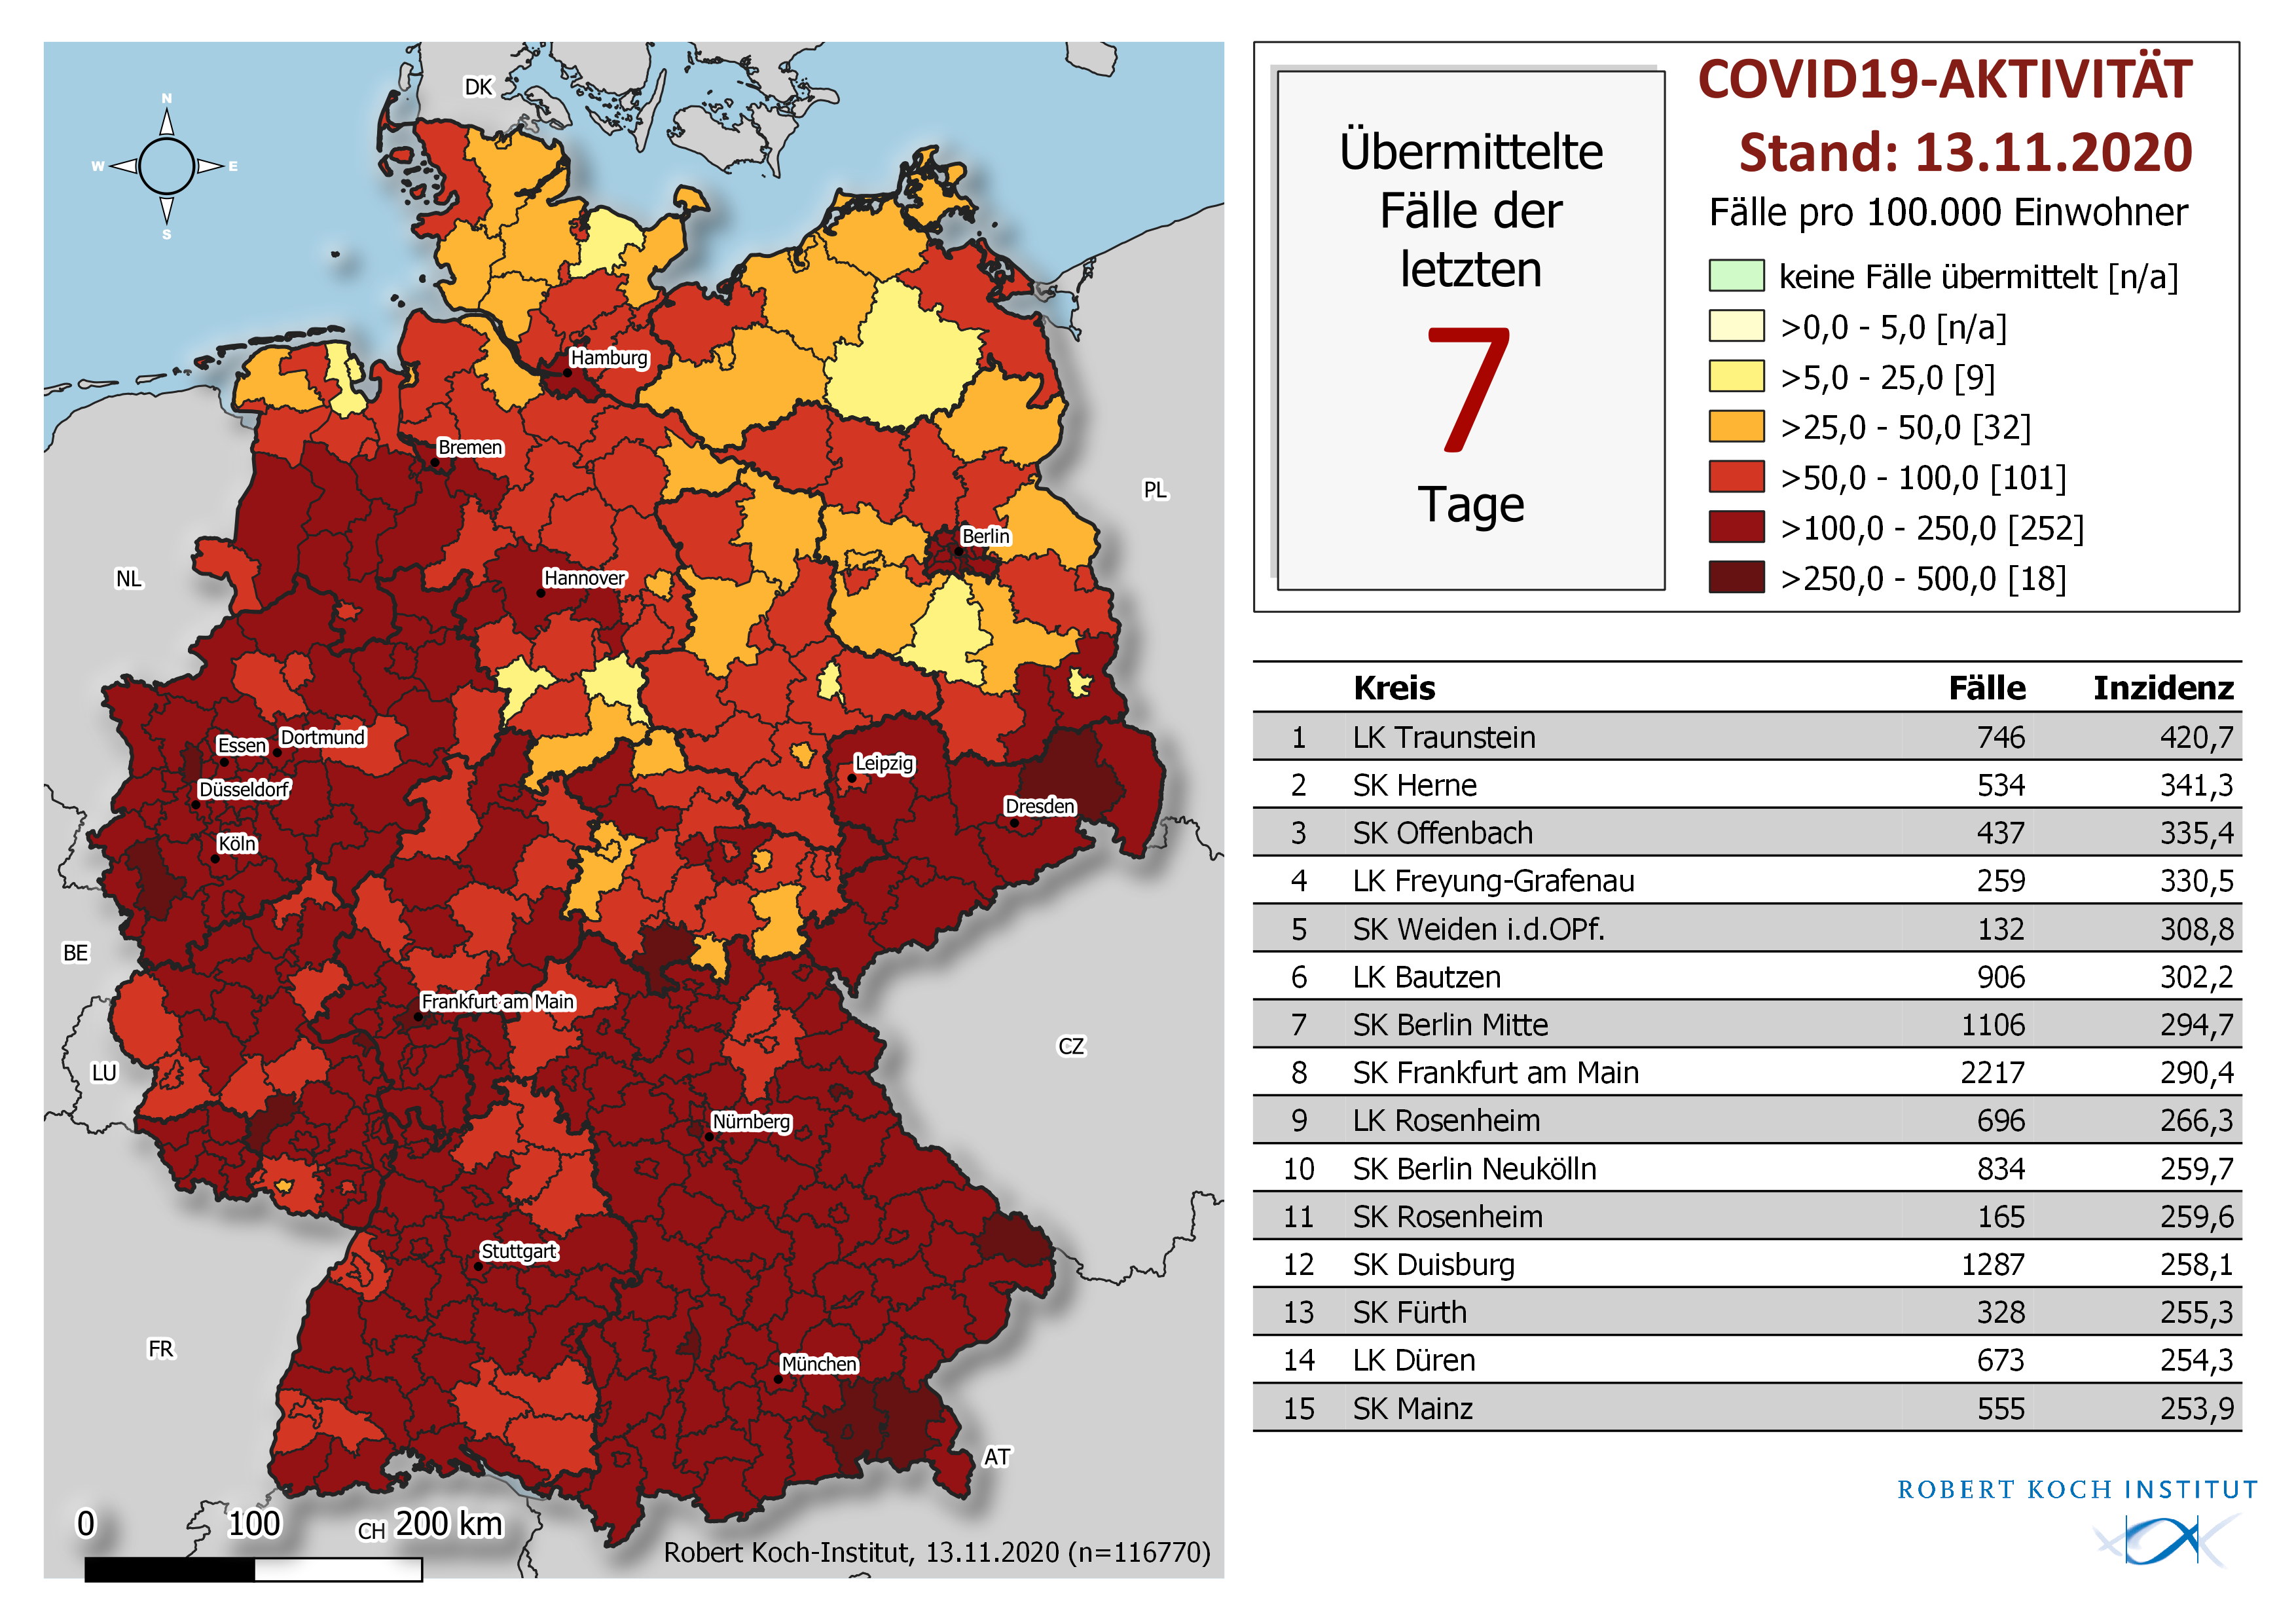 DK
N
W
E
S
Hamburg
Bremen
PL
Berlin
NL
Hannover
Essen
Dortmund
Leipzig
Düsseldorf
Dresden
Köln
BE
Frankfurt am Main
CZ
LU
Nürnberg
Stuttgart
FR
München
AT
0
100
CH
200 km
Robert Koch-Institut, 13.11.2020 (n=116770)
Übermittelte
Fälle der
letzten
7
Tage
COVID19-AKTIVITÄT
Stand: 13.11.2020
Fälle pro 100.000 Einwohner
keine Fälle übermittelt [n/a]
>0,0 - 5,0 [n/a]
>5,0 - 25,0 [9]
>25,0 - 50,0 [32]
>50,0 - 100,0 [101]
>100,0 - 250,0 [252]
>250,0 - 500,0 [18]
Kreis Fälle Inzidenz
1 LK Traunstein 746 420,7
2 SK Herne 534 341,3
3 SK Offenbach 437 335,4
4 LK Freyung-Grafenau 259 330,5
5 SK Weiden i.d.OPf. 132 308,8
6 LK Bautzen 906 302,2
7 SK Berlin Mitte 1106 294,7
8 SK Frankfurt am Main 2217 290,4
9 LK Rosenheim 696 266,3
10 SK Berlin Neukölln 834 259,7
11 SK Rosenheim 165 259,6
12 SK Duisburg 1287 258,1
13 SK Fürth 328 255,3
14 LK Düren 673 254,3
15 SK Mainz 555 253,9
ROBERT KOCH INSTITUT